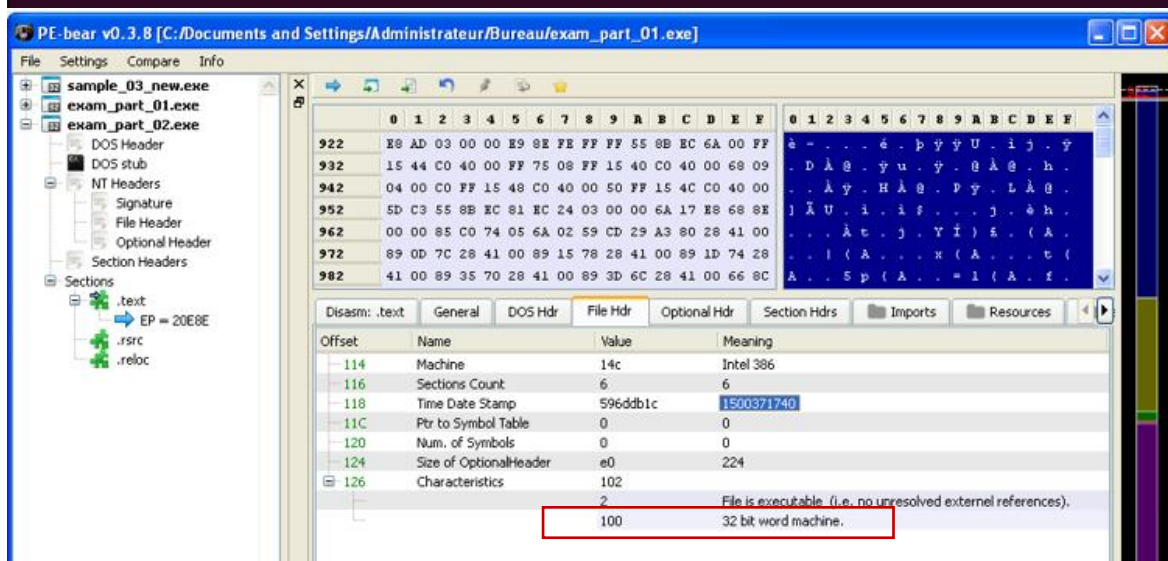 PE-bear v0.3.8 [C:/Documents and Settings/Administrateur/Bureau/exam_part_01.exe]
File Settings Compare Info
sample_03_new.exe
exam_part_01.exe
exam_part_02.exe
DOS Header
DOS stub
NT Headers
Signature
File Header
Optional Header
Section Headers
Sections
.text
EP = 20E8E
.rsrc
.reloc
0 1 2 3 4 5 6 7 8 9 A B C D E F 0 1 2 3 4 5 6 7 8 9 A B C D E F
922 E8 AD 03 00 00 E9 8E FE FF FF 55 8B EC 6A 00 FF
932 15 44 C0 40 00 FF 75 08 FF 15 40 C0 40 00 68 09
942 04 00 C0 FF 15 48 C0 40 00 50 FF 15 4C C0 40 00
952 5D C3 55 8B EC 81 EC 24 03 00 00 6A 17 E8 68 8E
962 00 00 85 C0 74 05 6A 02 59 CD 29 A3 80 28 41 00
972 89 0D 7C 28 41 00 89 15 78 28 41 00 89 1D 74 28
982 41 00 89 35 70 28 41 00 89 3D 6C 28 41 00 66 8C
Disasm: .text General DOS Hdr File Hdr Optional Hdr Section Hdrs Imports Resources
Offset Name Value Meaning
114 Machine 14c Intel 386
116 Sections Count 6 6
118 Time Date Stamp 596ddb1c 1500371740
11C Ptr to Symbol Table 0 0
120 Num. of Symbols 0 0
124 Size of OptionalHeader e0 224
126 Characteristics 102
2 File is executable (i.e. no unresolved externel references).
100 32 bit word machine.